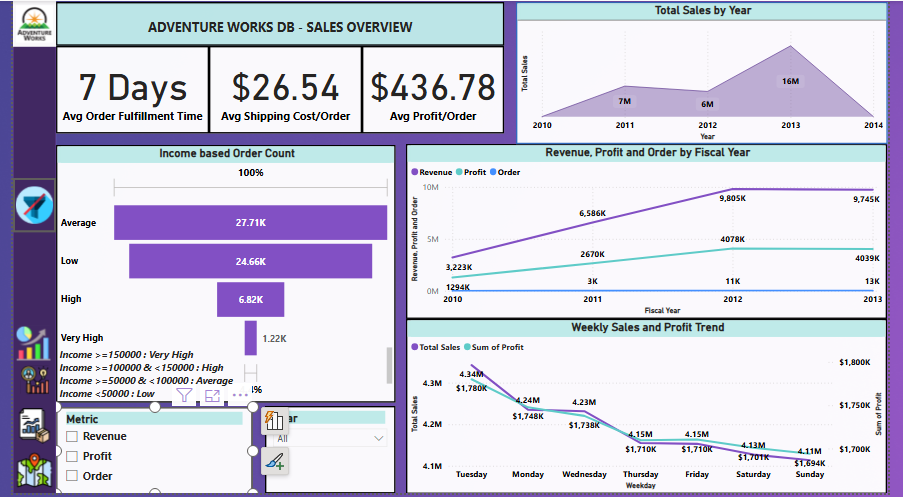 ADVENTURE
WORKS
ADVENTURE WORKS DB - SALES OVERVIEW
7 Days
Avg Order Fulfillment Time
$26.54
Avg Shipping Cost/Order
$436.78
Avg Profit/Order
Total Sales by Year
Total Sales
7M
6M
16M
2010 2011 2012 2013 2014
Year
Income based Order Count
100%
Average 27.71K
Low 24.66K
High 6.82K
Very High 1.22K
Income >=150000 : Very High
Income >=100000 & <150000 : High
Income >=50000 & <100000 : Average
Income <50000 : Low
Revenue, Profit and Order by Fiscal Year
Revenue Profit Order
Revenue, Profit and Order
10M
5M
0M
3,223K 6,586K 9,805K 9,745K
1294K 2670K 4078K 4039K
3K 11K 13K
2010 2011 2012 2013
Fiscal Year
Weekly Sales and Profit Trend
Total Sales Sum of Profit
Total Sales
4.3M
4.2M
4.1M
4.34M 4.24M 4.23M 4.15M 4.15M 4.13M 4.11M
$1,780K $1,748K $1,738K $1,710K $1,710K $1,701K $1,694K
$1,800K
$1,750K
$1,700K
Sum of Profit
Tuesday Monday Wednesday Thursday Friday Saturday Sunday
Weekday
Metric
Revenue
Profit
Order
All